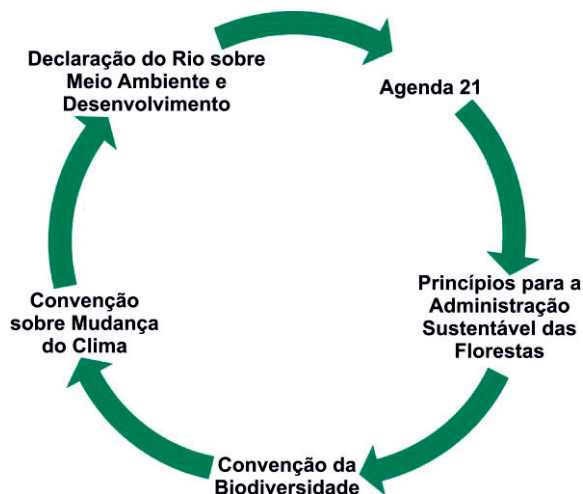 Declaração do Rio sobre
Meio Ambiente e
Desenvolvimento
Agenda 21
Princípios para a
Administração
Sustentável das
Florestas
Convenção da
Biodiversidade
Convenção
sobre Mudança
do Clima